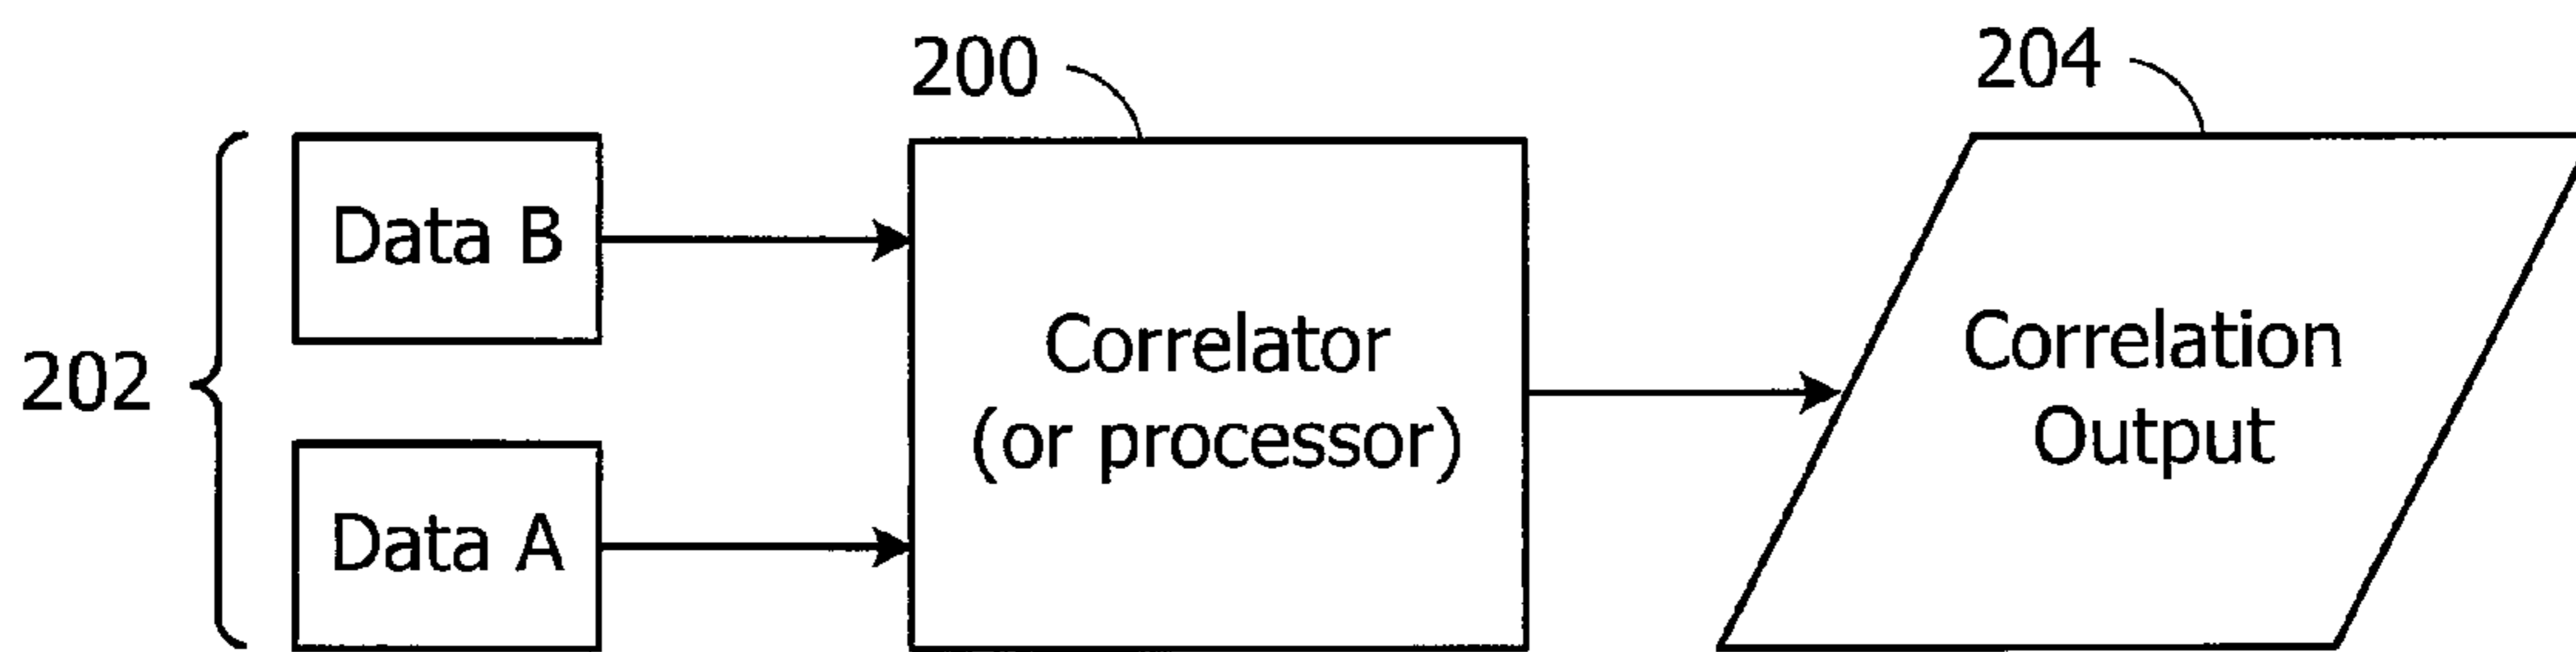 200
204
202
Data B
Data A
Correlator
(or processor)
Correlation
Output